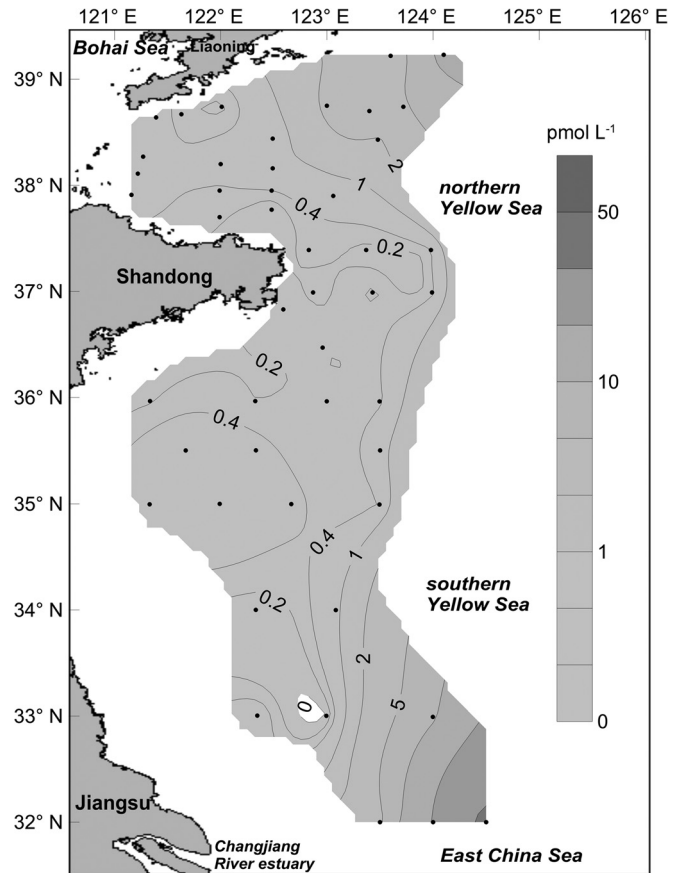 121° E 122° E 123° E 124° E 125° E 126° E
Bohai Sea
Liaoning
39° N
2
pmol L-1
1
38° N
northern
Yellow Sea
0.4
50
0.2
Shandong
37° N
0.2
36° N
10
0.4
35° N
0.4
1
1
southern
Yellow Sea
0.2
34° N
2
0
5
33° N
0
Jiangsu
32° N
Changjiang
River estuary
East China Sea